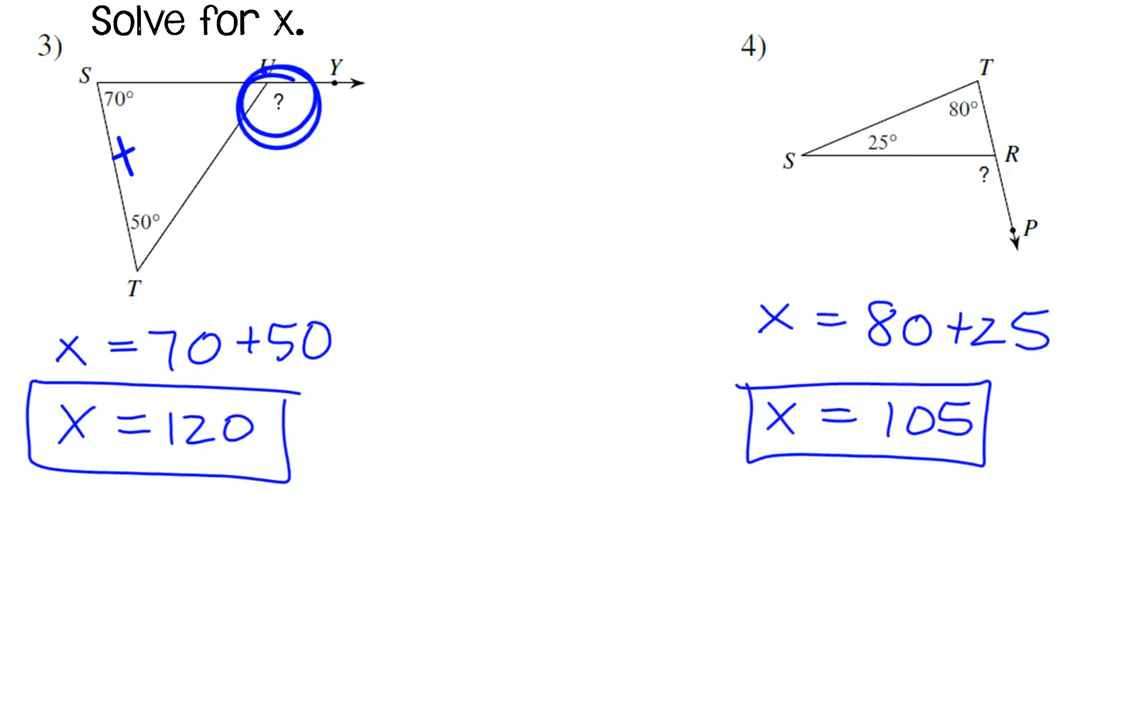 Solve for x.
3)
S
U
Y
70°
?
+
50°
T
x = 70 + 50
x = 120
4)
T
80°
25°
S
R
?
P
x = 80 + 25
x = 105